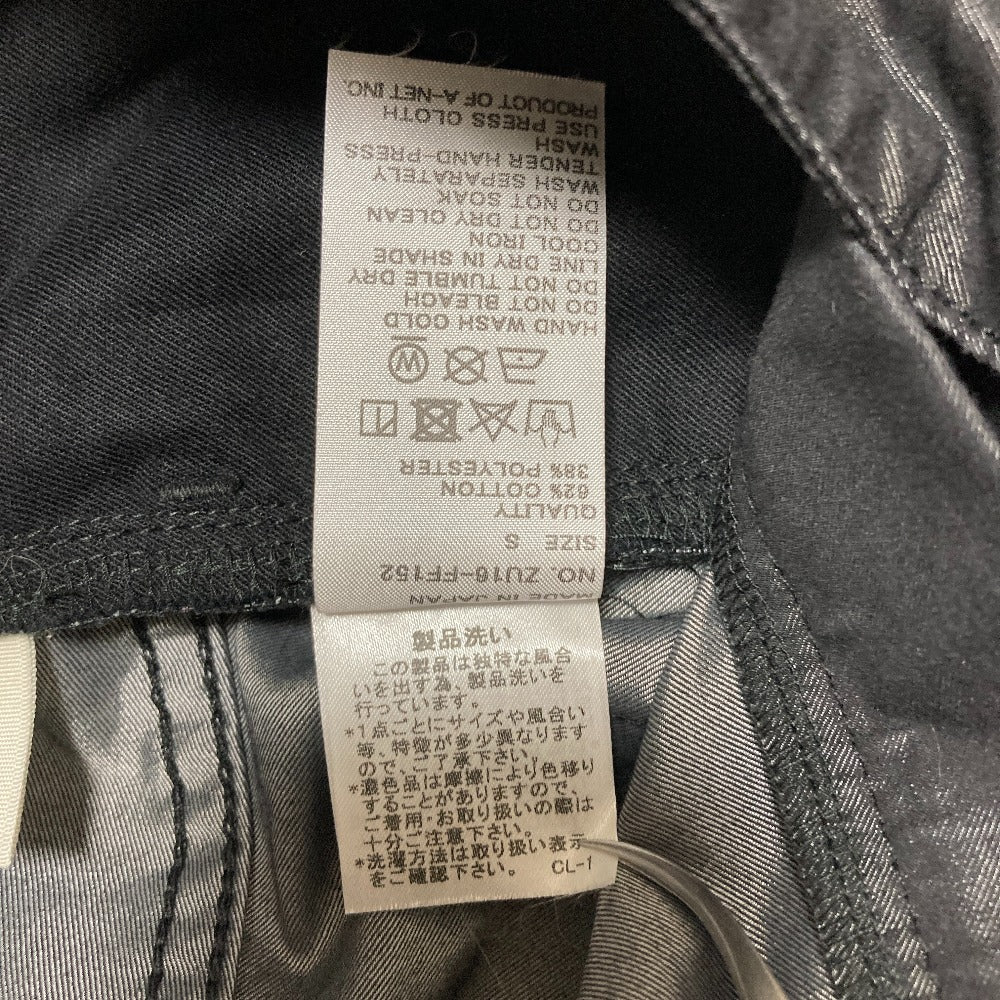 MADE IN JAPAN
NO. ZU16-FF152
SIZE S
QUALITY
62% COTTON
38% POLYESTER
W
HAND WASH COLD
DO NOT BLEACH
DO NOT TUMBLE DRY
LINE DRY IN SHADE
COOL IRON
DO NOT DRY CLEAN
DO NOT SOAK
WASH SEPARATELY
TENDER HAND-PRESS
WASH
USE PRESS CLOTH
PRODUCT OF A-NET INC.
製品洗い
この製品は独特な風合
いを出す為、製品洗いを
行っています。
*1点ごとにサイズや風合い
等、特徴が多少異なります
ので、ご了承下さい。
*濃色品は摩擦により色移り
することがありますので、
ご着用・お取り扱いの際は
十分ご注意下さい。
*洗濯方法は取り扱い表示
をご確認下さい。 CL-1